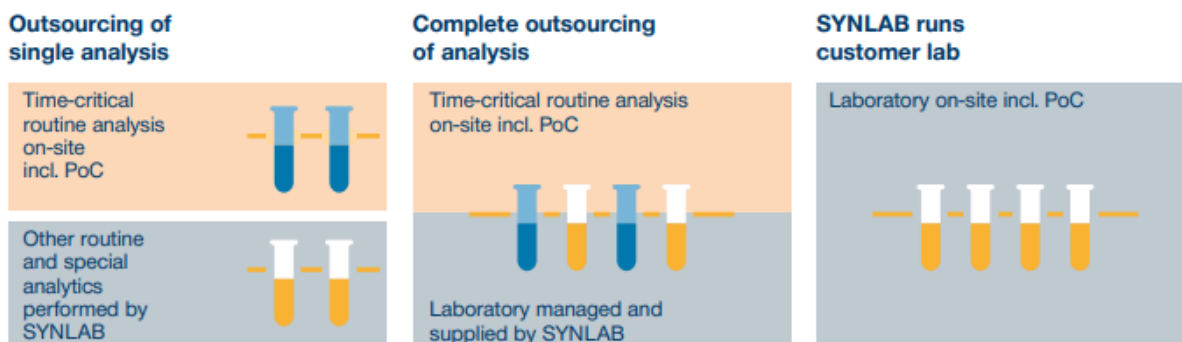 Outsourcing of
single analysis
Time-critical
routine analysis
on-site
incl. PoC
Other routine
and special
analytics
performed by
SYNLAB
Complete outsourcing
of analysis
Time-critical routine analysis
on-site incl. PoC
Laboratory managed and
supplied by SYNLAB
SYNLAB runs
customer lab
Laboratory on-site incl. PoC